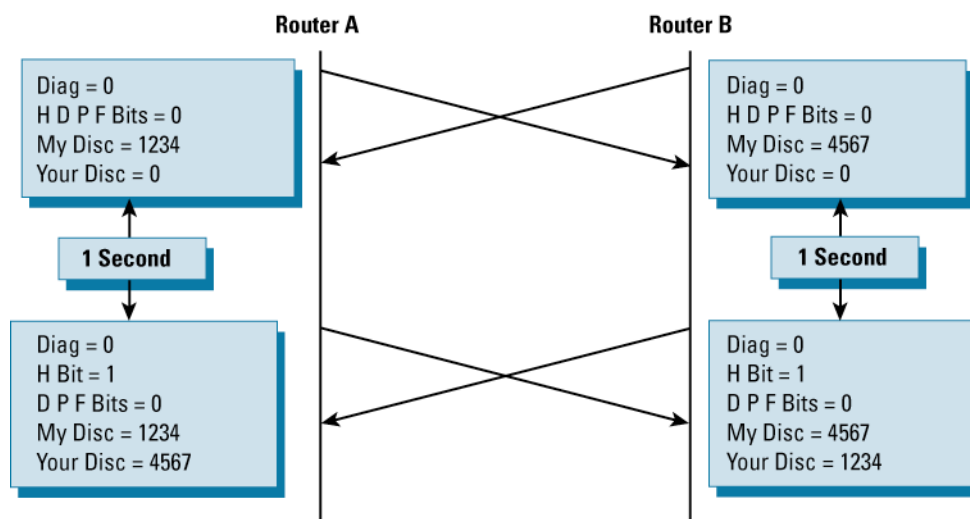 Router A
Router B
Diag = 0
H D P F Bits = 0
My Disc = 1234
Your Disc = 0
Diag = 0
H D P F Bits = 0
My Disc = 4567
Your Disc = 0
1 Second
1 Second
Diag = 0
H Bit = 1
D P F Bits = 0
My Disc = 1234
Your Disc = 4567
Diag = 0
H Bit = 1
D P F Bits = 0
My Disc = 4567
Your Disc = 1234